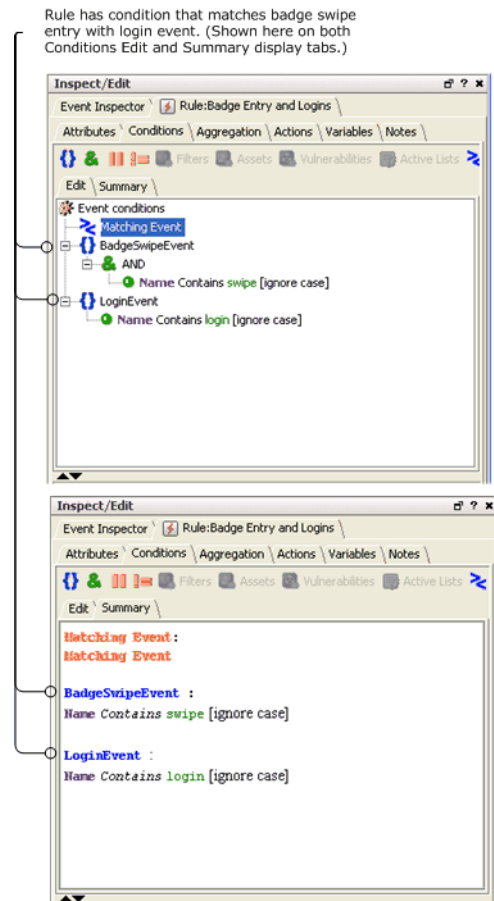 Rule has condition that matches badge swipe
entry with login event. (Shown here on both
Conditions Edit and Summary display tabs.)
Inspect/Edit
Event Inspector Rule:Badge Entry and Logins
Attributes Conditions Aggregation Actions Variables Notes
{} & Filters Assets Vulnerabilities Active Lists
Edit Summary
Event conditions
Matching Event
{} BadgeSwipeEvent
& AND
Name Contains swipe [ignore case]
{} LoginEvent
Name Contains login [ignore case]
Inspect/Edit
Event Inspector Rule:Badge Entry and Logins
Attributes Conditions Aggregation Actions Variables Notes
{} & Filters Assets Vulnerabilities Active Lists
Edit Summary
Matching Event:
Matching Event
BadgeSwipeEvent :
Name Contains swipe [ignore case]
LoginEvent :
Name Contains login [ignore case]